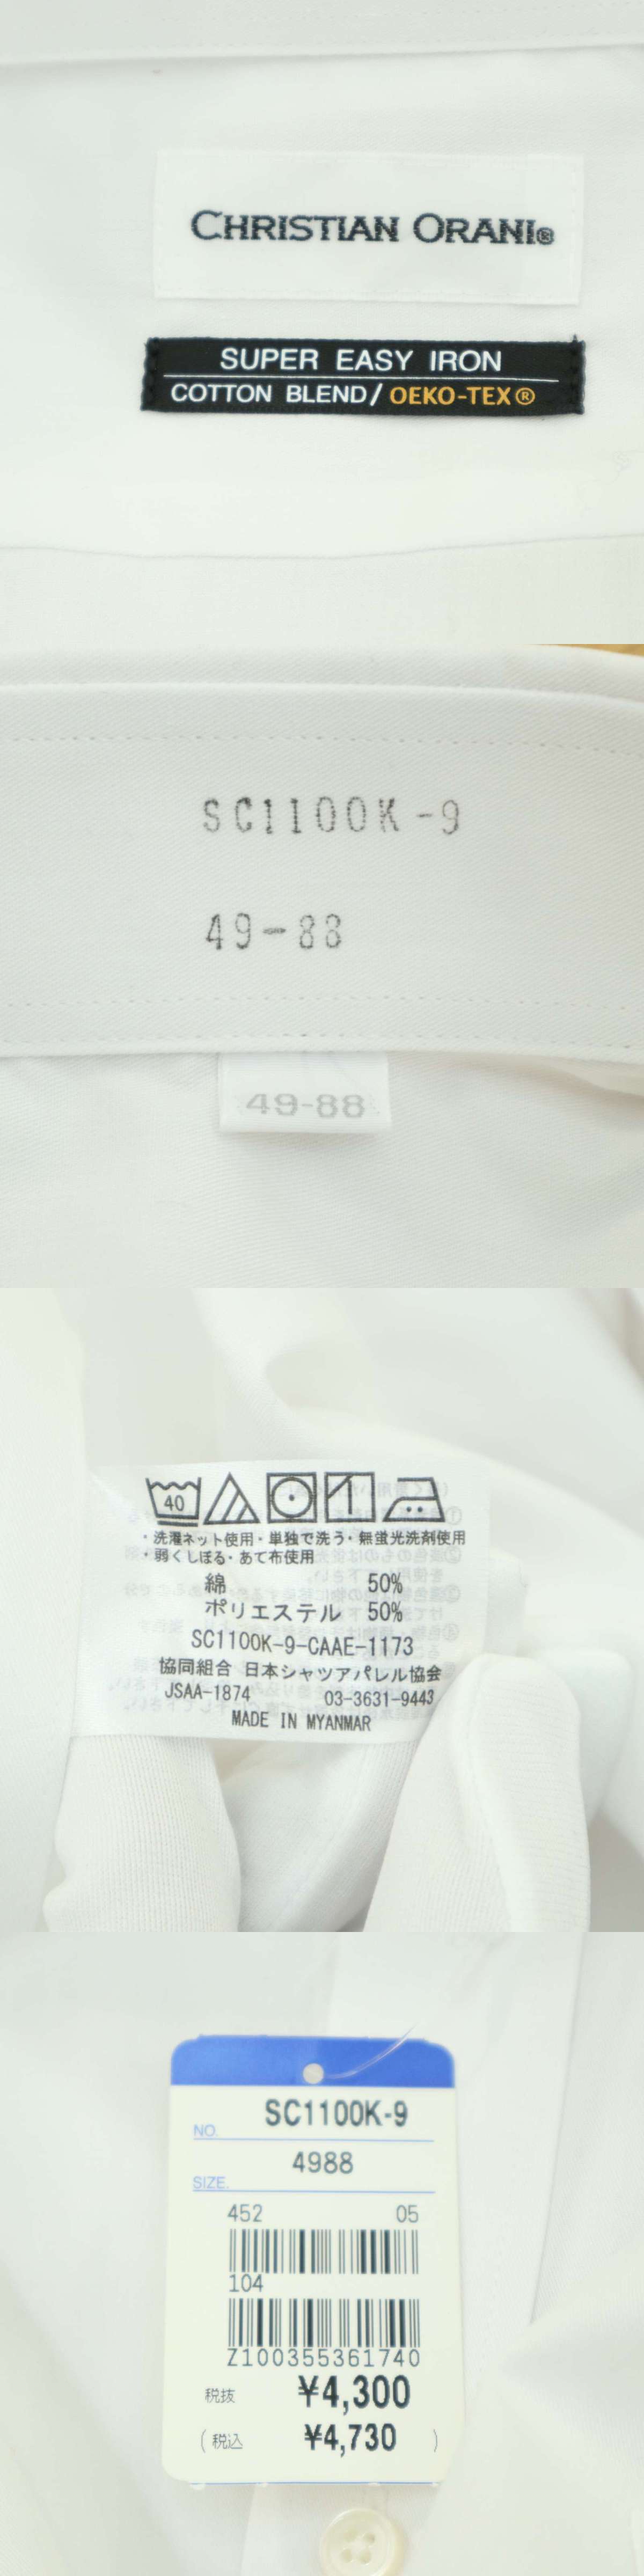 CHRISTIAN ORANI®
SUPER EASY IRON
COTTON BLEND/ OEKO-TEX®
SC1100K-9
49-88
49-88
40
・洗濯ネット使用・単独で洗う・無蛍光洗剤使用
・弱くしぼる・あて布使用
綿 50%
ポリエステル 50%
SC1100K-9-CAAE-1173
協同組合 日本シャツアパレル協会
JSAA-1874 03-3631-9443
MADE IN MYANMAR
NO. SC1100K-9
SIZE. 4988
452 05
104
Z100355361740
税抜 ¥4,300
(税込 ¥4,730 )